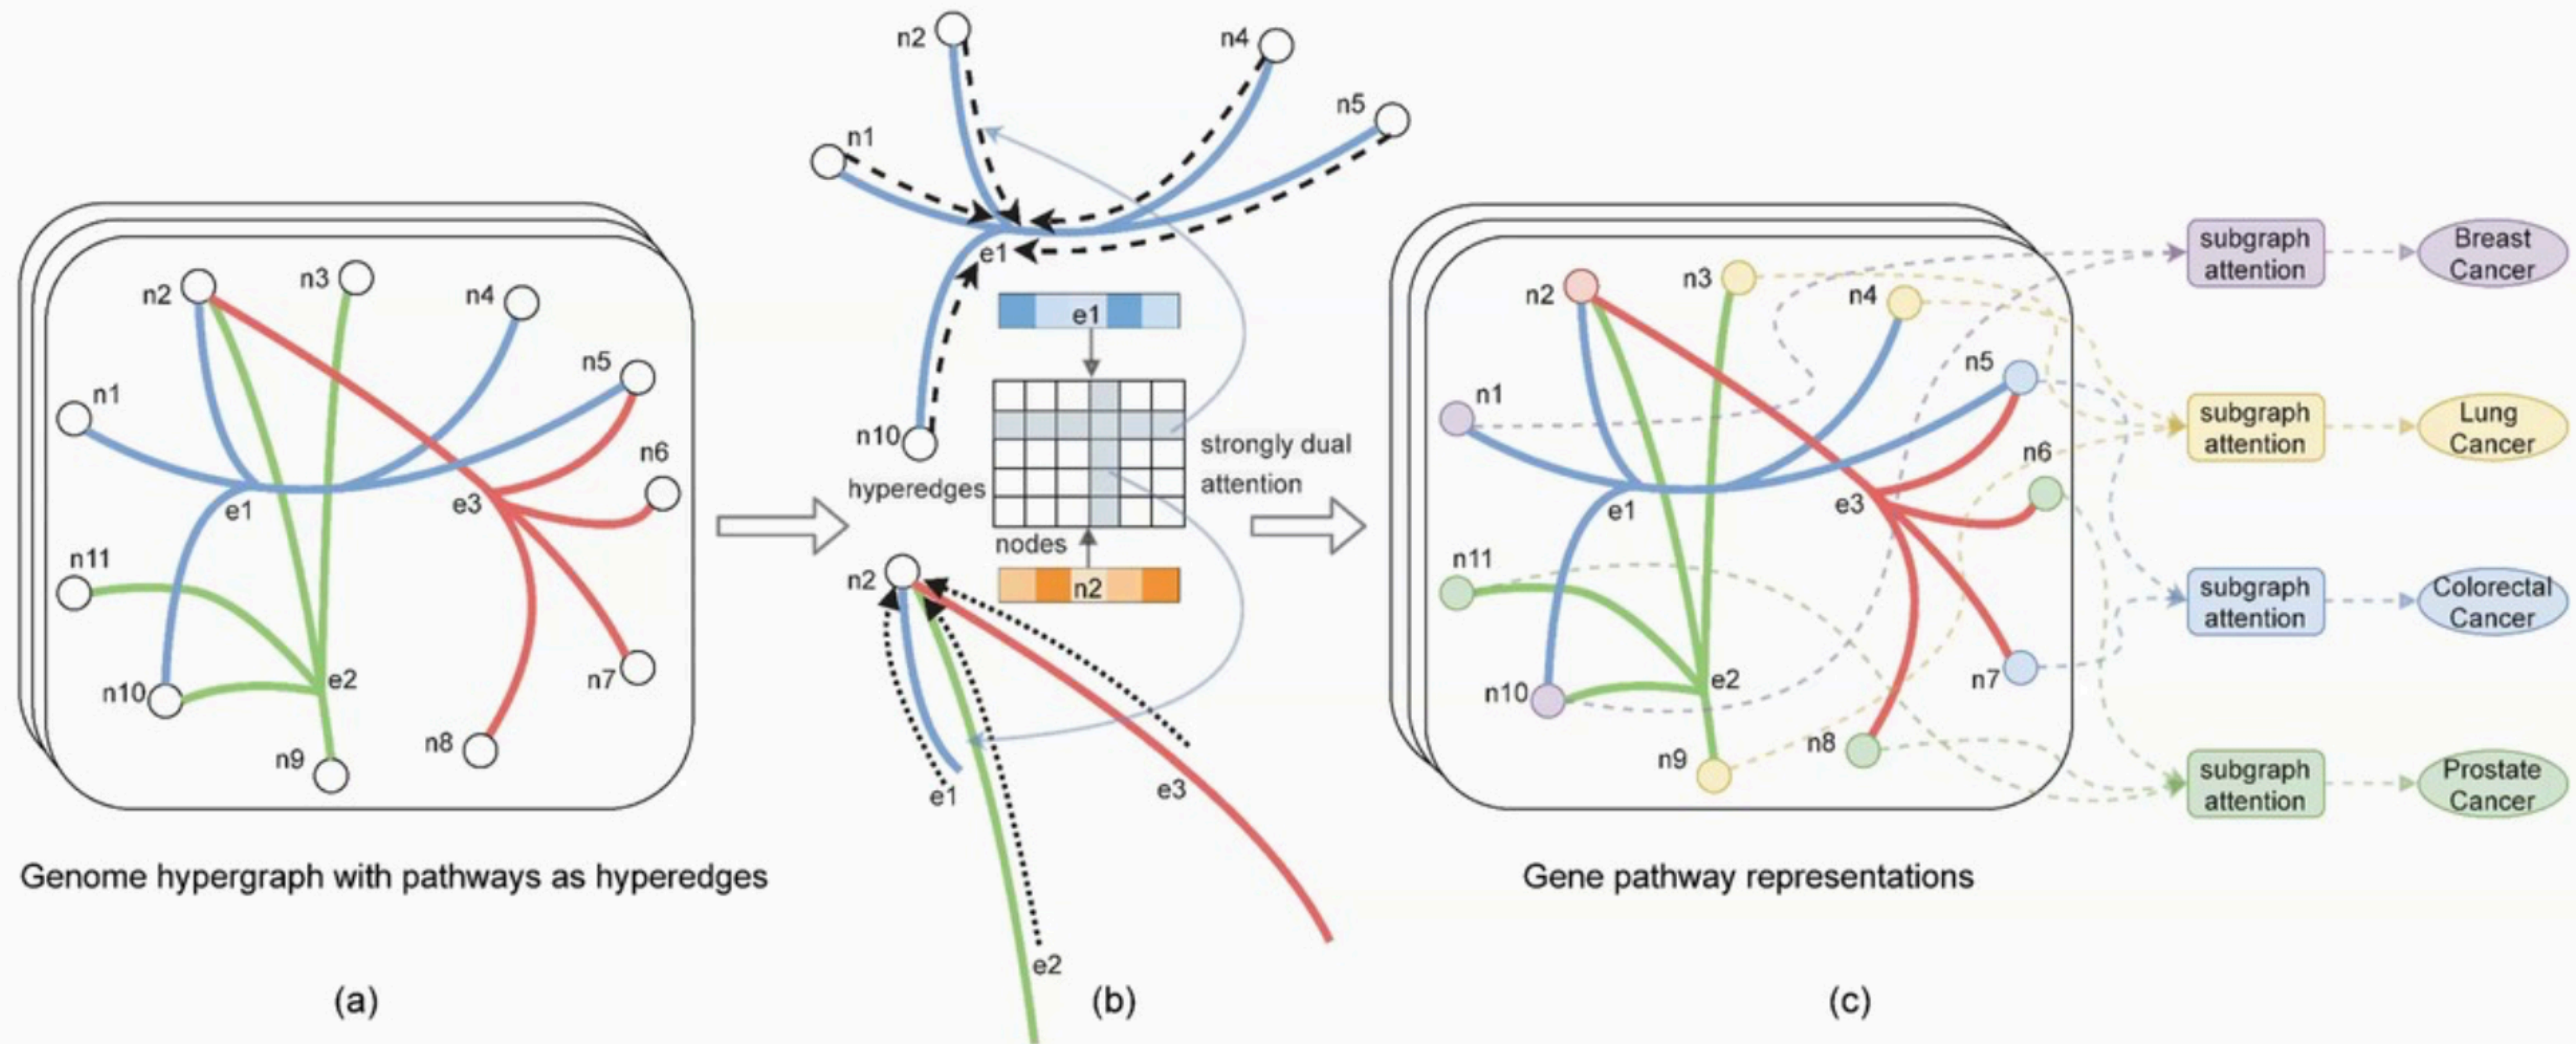 n2
n3
n4
n5
n1
n6
e3
e1
n11
e2
n7
n10
n8
n9
Genome hypergraph with pathways as hyperedges
(a)
n2
n4
n5
n1
e1
e1
n10
strongly dual
attention
hyperedges
nodes
n2
n2
e1
e3
e2
(b)
n2
n3
n4
n5
n1
n6
e3
e1
n11
e2
n7
n10
n8
n9
Gene pathway representations
(c)
subgraph
attention
Breast
Cancer
subgraph
attention
Lung
Cancer
subgraph
attention
Colorectal
Cancer
subgraph
attention
Prostate
Cancer